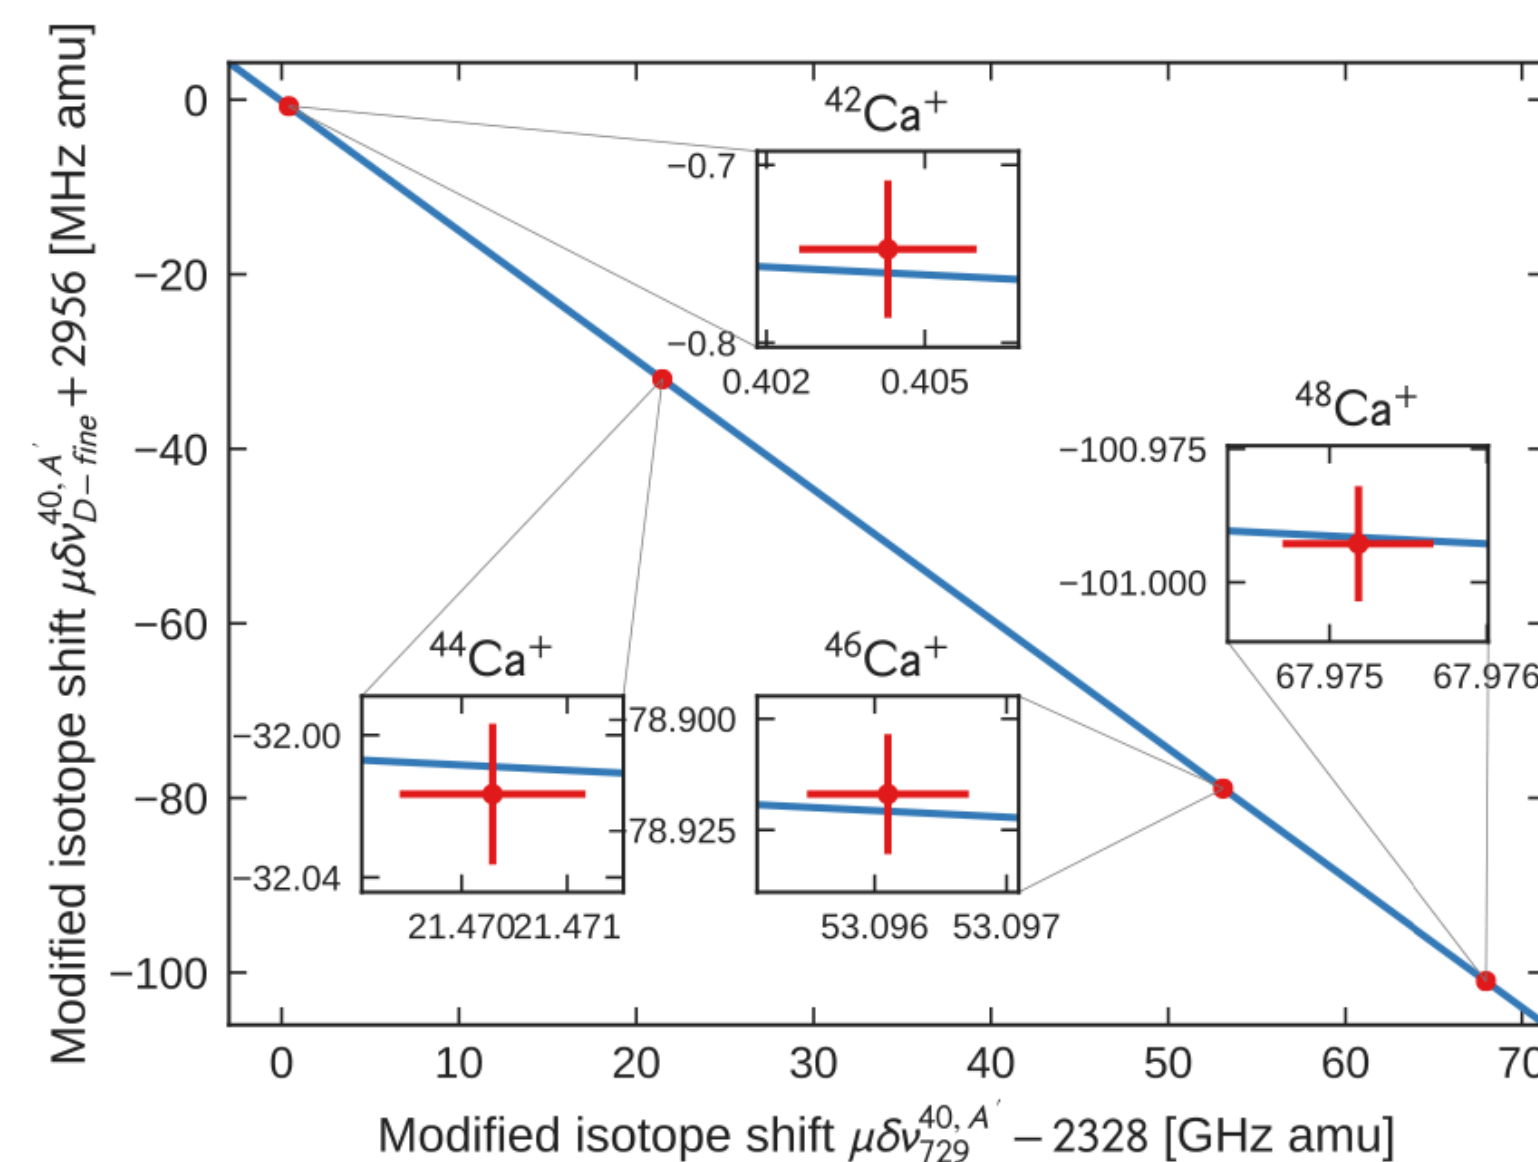 Modified isotope shift μδν_{D−fine}^{40, A′} + 2956 [MHz amu]
0
−20
−40
−60
−80
−100
⁴²Ca⁺
−0.7
−0.8
0.402 0.405
⁴⁸Ca⁺
−100.975
−101.000
67.975 67.976
⁴⁴Ca⁺
−32.00
−32.04
21.470 21.471
⁴⁶Ca⁺
−78.900
−78.925
53.096 53.097
0 10 20 30 40 50 60 70
Modified isotope shift μδν_{729}^{40, A′} − 2328 [GHz amu]